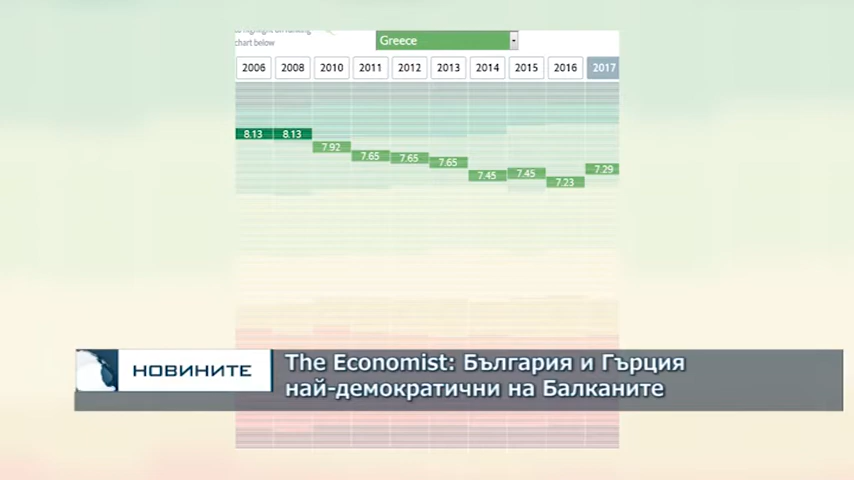 chart below
Greece
2006 2008 2010 2011 2012 2013 2014 2015 2016 2017
8.13 8.13 7.92 7.65 7.65 7.65 7.45 7.45 7.23 7.29
The Economist: България и Гърция
НОВИНИТЕ
най-демократични на Балканите